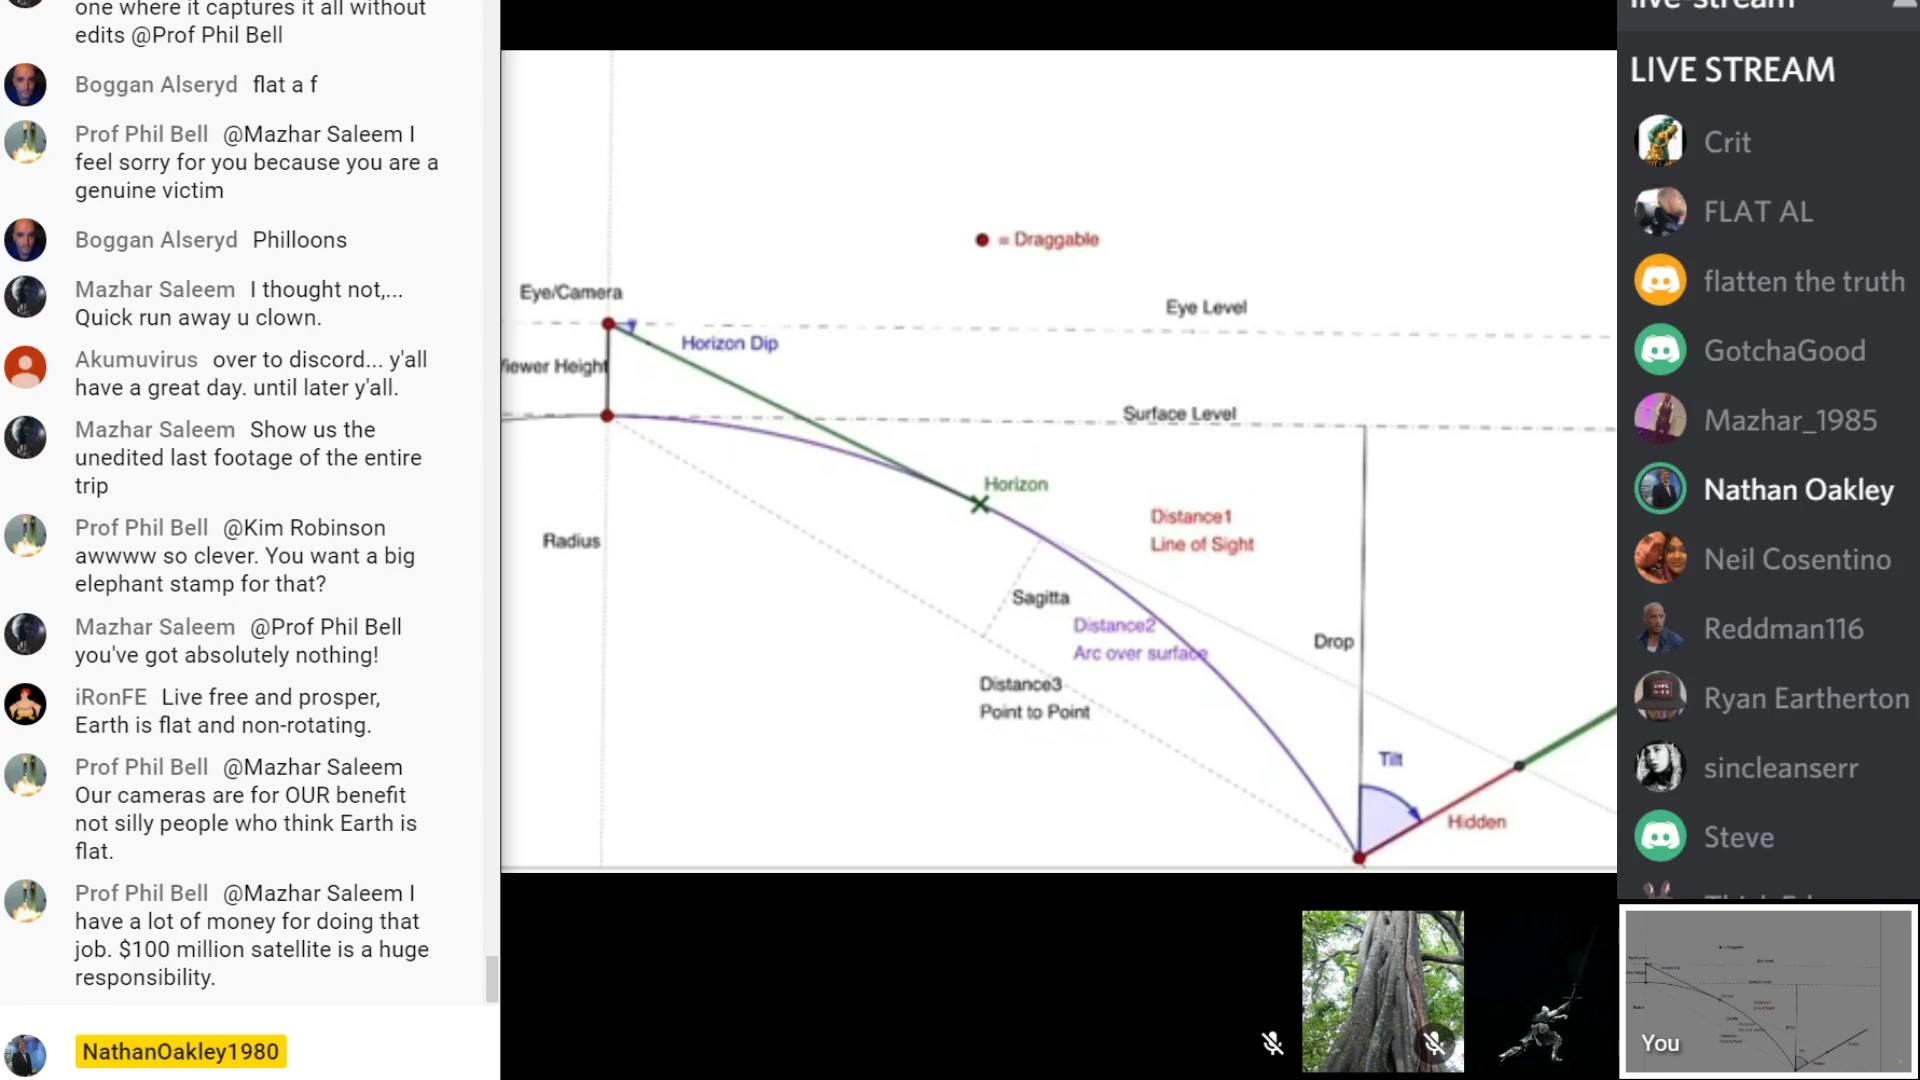 one where it captures it all without
edits @Prof Phil Bell
Boggan Alseryd flat a f
Prof Phil Bell @Mazhar Saleem I
feel sorry for you because you are a
genuine victim
Boggan Alseryd Philloons
Mazhar Saleem I thought not,...
Quick run away u clown.
Akumuvirus over to discord... y'all
have a great day. until later y'all.
Mazhar Saleem Show us the
unedited last footage of the entire
trip
Prof Phil Bell @Kim Robinson
awwww so clever. You want a big
elephant stamp for that?
Mazhar Saleem @Prof Phil Bell
you've got absolutely nothing!
iRonFE Live free and prosper,
Earth is flat and non-rotating.
Prof Phil Bell @Mazhar Saleem
Our cameras are for OUR benefit
not silly people who think Earth is
flat.
Prof Phil Bell @Mazhar Saleem I
have a lot of money for doing that
job. $100 million satellite is a huge
responsibility.
NathanOakley1980
= Draggable
Eye/Camera
Eye Level
Horizon Dip
Viewer Height
Surface Level
Horizon
Distance1
Line of Sight
Radius
Sagitta
Distance2
Arc over surface
Drop
Distance3
Point to Point
Tilt
Hidden
live-stream
LIVE STREAM
Crit
FLAT AL
flatten the truth
GotchaGood
Mazhar_1985
Nathan Oakley
Neil Cosentino
Reddman116
Ryan Eartherton
sincleanserr
Steve
You